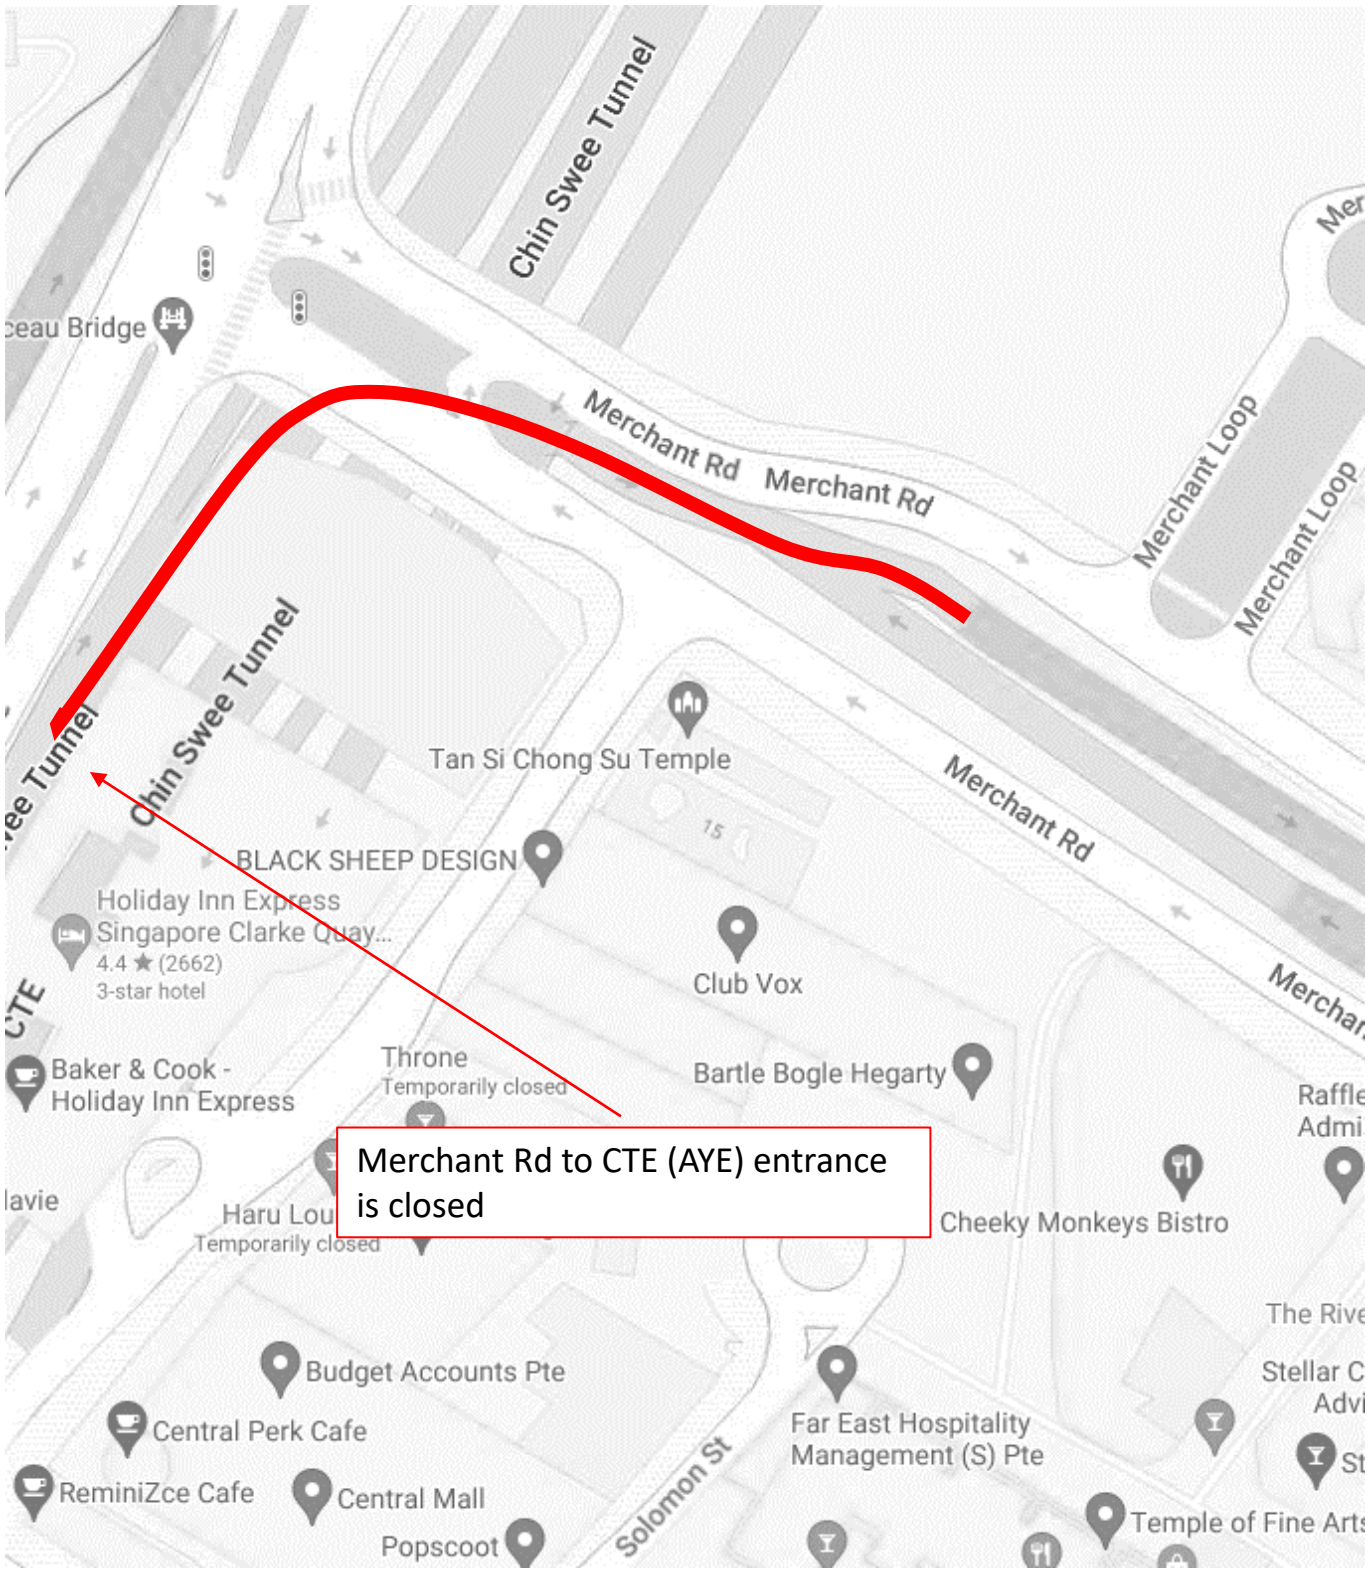 Chin Swee Tunnel
Mer
ceau Bridge
Merchant Rd
Merchant Rd
Merchant Loop
Merchant Loop
Chin Swee Tunnel
wee Tunnel
Tan Si Chong Su Temple
Merchant Rd
15
BLACK SHEEP DESIGN
Holiday Inn Express
Singapore Clarke Quay...
4.4 ★ (2662)
3-star hotel
Club Vox
CTE
Merchan
Throne
Temporarily closed
Baker & Cook -
Holiday Inn Express
Bartle Bogle Hegarty
Raffle
Admi
Merchant Rd to CTE (AYE) entrance
is closed
lavie
Haru Lou
Temporarily closed
Cheeky Monkeys Bistro
The Rive
Budget Accounts Pte
Stellar C
Advi
Central Perk Cafe
Far East Hospitality
Management (S) Pte
St
ReminiZce Cafe
Central Mall
Solomon St
Popscoot
Temple of Fine Arts